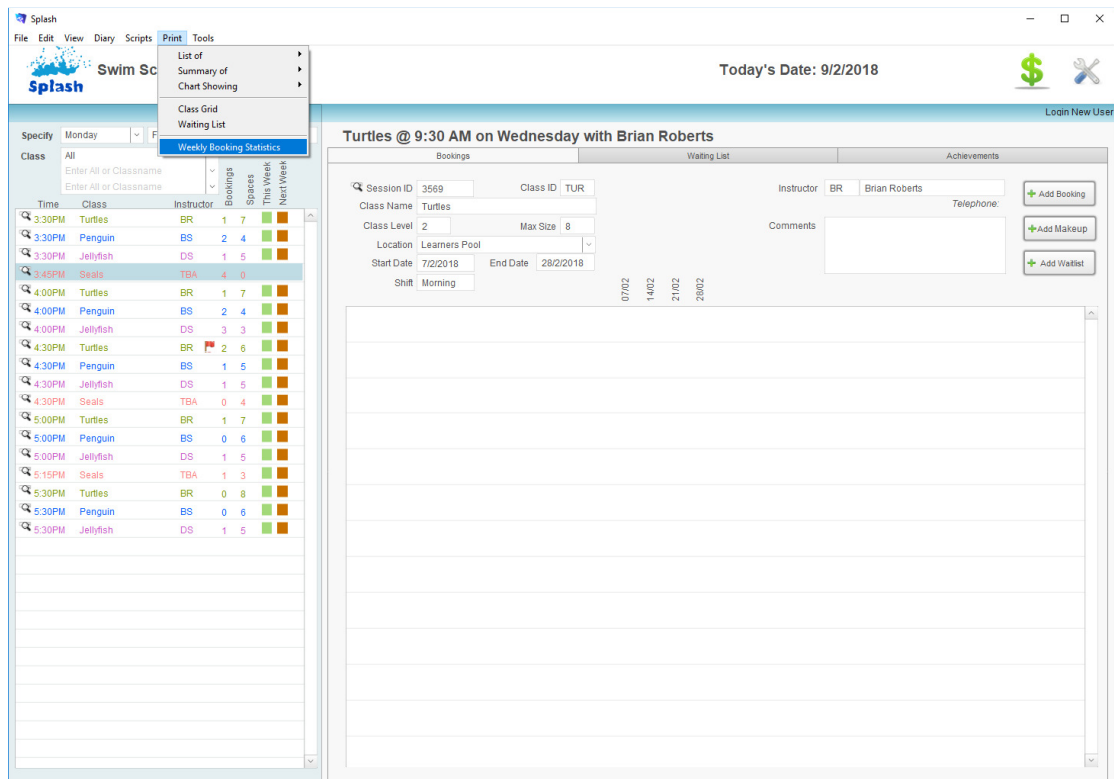 Splash
File Edit View Diary Scripts Print Tools
List of
Summary of
Chart Showing
Class Grid
Waiting List
Weekly Booking Statistics
Splash
Swim Sc
Today's Date: 9/2/2018
$
Login New User
Specify Monday F
Class All
Enter All or Classname
Enter All or Classname
Time Class Instructor Bookings Spaces This Week Next Week
3:30PM Turtles BR 1 7
3:30PM Penguin BS 2 4
3:30PM Jellyfish DS 1 5
3:45PM Seals TBA 4 0
4:00PM Turtles BR 1 7
4:00PM Penguin BS 2 4
4:00PM Jellyfish DS 3 3
4:30PM Turtles BR 2 6
4:30PM Penguin BS 1 5
4:30PM Jellyfish DS 1 5
4:30PM Seals TBA 0 4
5:00PM Turtles BR 1 7
5:00PM Penguin BS 0 6
5:00PM Jellyfish DS 1 5
5:15PM Seals TBA 1 3
5:30PM Turtles BR 0 8
5:30PM Penguin BS 0 6
5:30PM Jellyfish DS 1 5
Turtles @ 9:30 AM on Wednesday with Brian Roberts
Bookings Waiting List Achievements
Session ID 3569 Class ID TUR Instructor BR Brian Roberts + Add Booking
Class Name Turtles Telephone:
Class Level 2 Max Size 8 Comments +Add Makeup
Location Learners Pool
Start Date 7/2/2018 End Date 28/2/2018 + Add Waitlist
Shift Morning
07/02 14/02 21/02 28/02